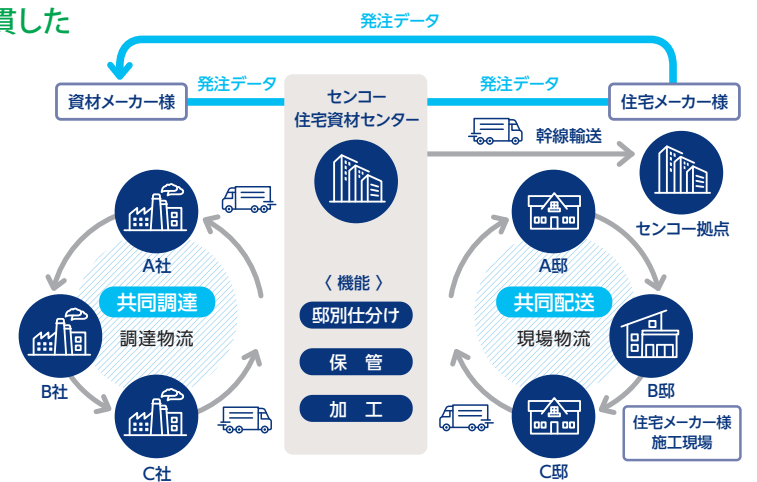 貫した
発注データ
発注データ
発注データ
資材メーカー様
センコー
住宅資材センター
住宅メーカー様
幹線輸送
センコー拠点
A社
共同調達
調達物流
B社
C社
〈 機能 〉
邸別仕分け
保 管
加 工
A邸
共同配送
現場物流
B邸
住宅メーカー様
施工現場
C邸